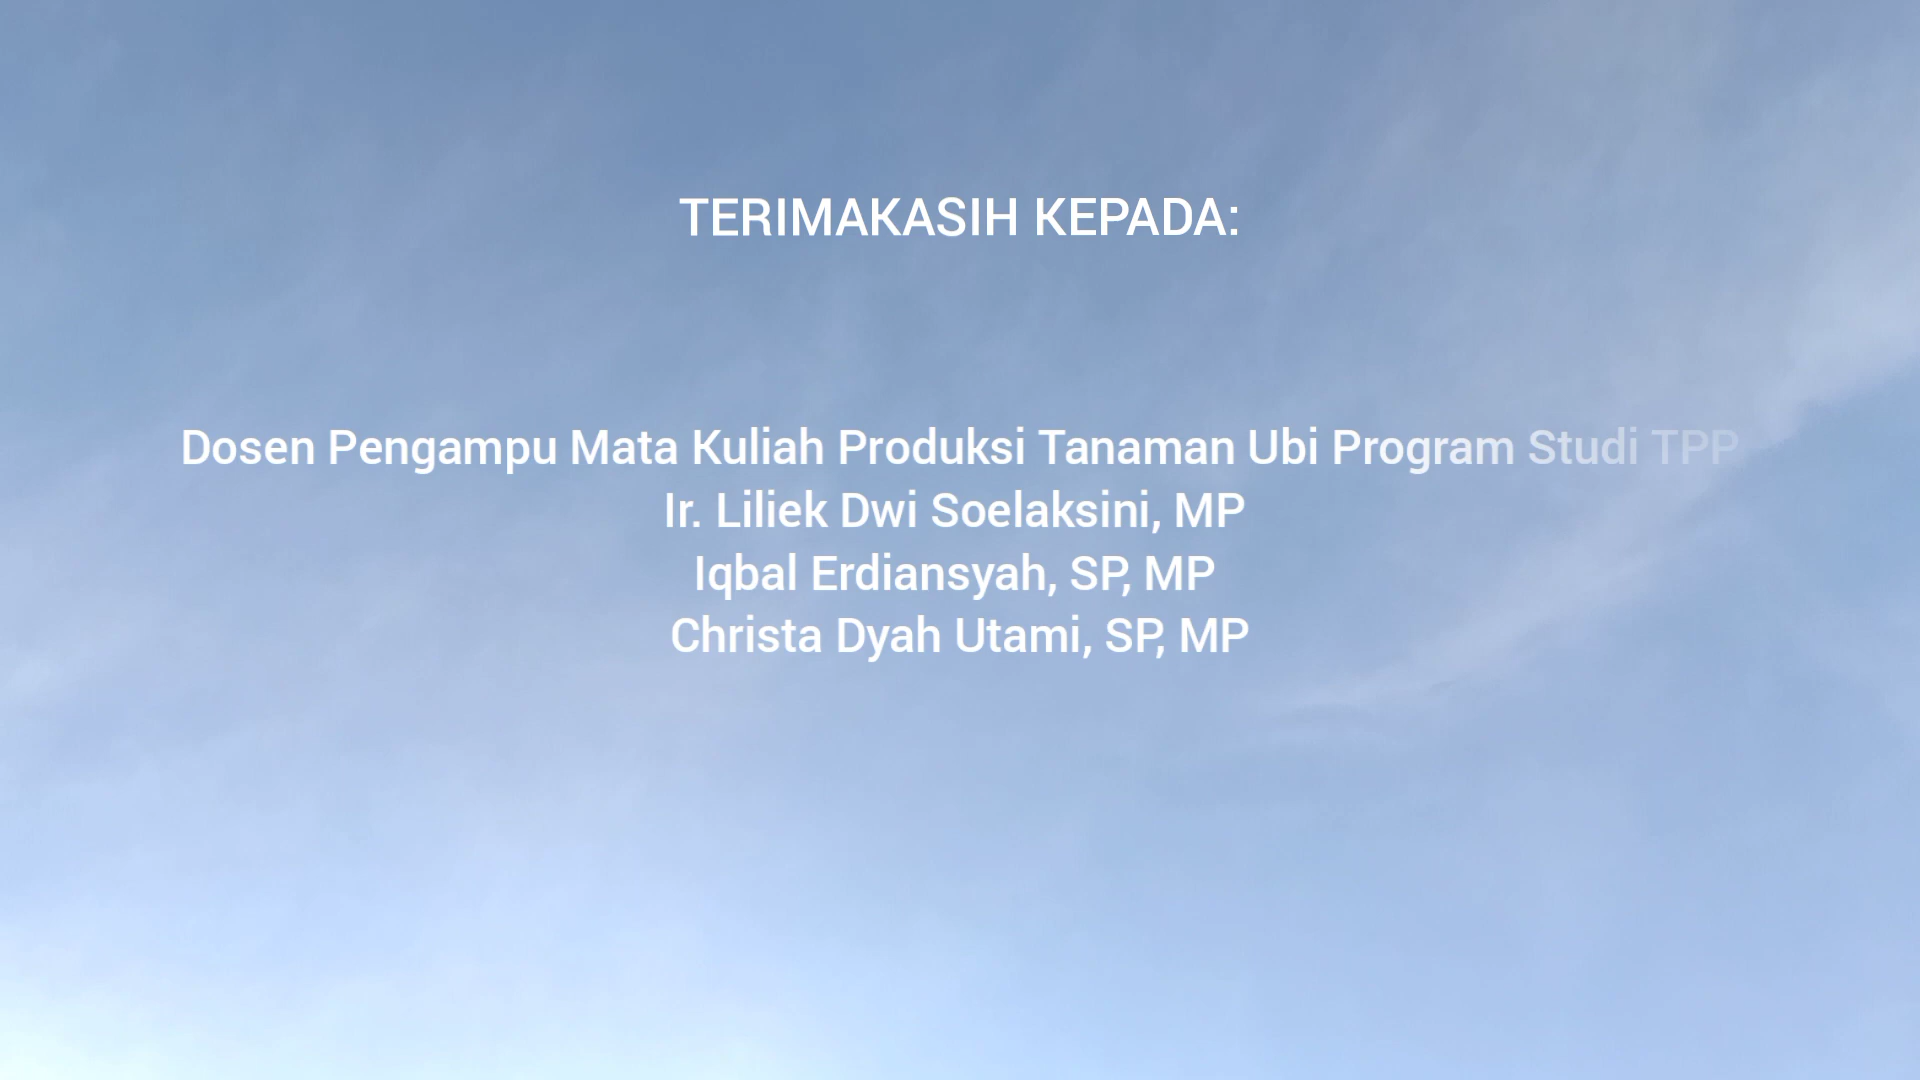 TERIMAKASIH KEPADA:
Dosen Pengampu Mata Kuliah Produksi Tanaman Ubi Program Studi TPP
Ir. Liliek Dwi Soelaksini, MP
Iqbal Erdiansyah, SP, MP
Christa Dyah Utami, SP, MP